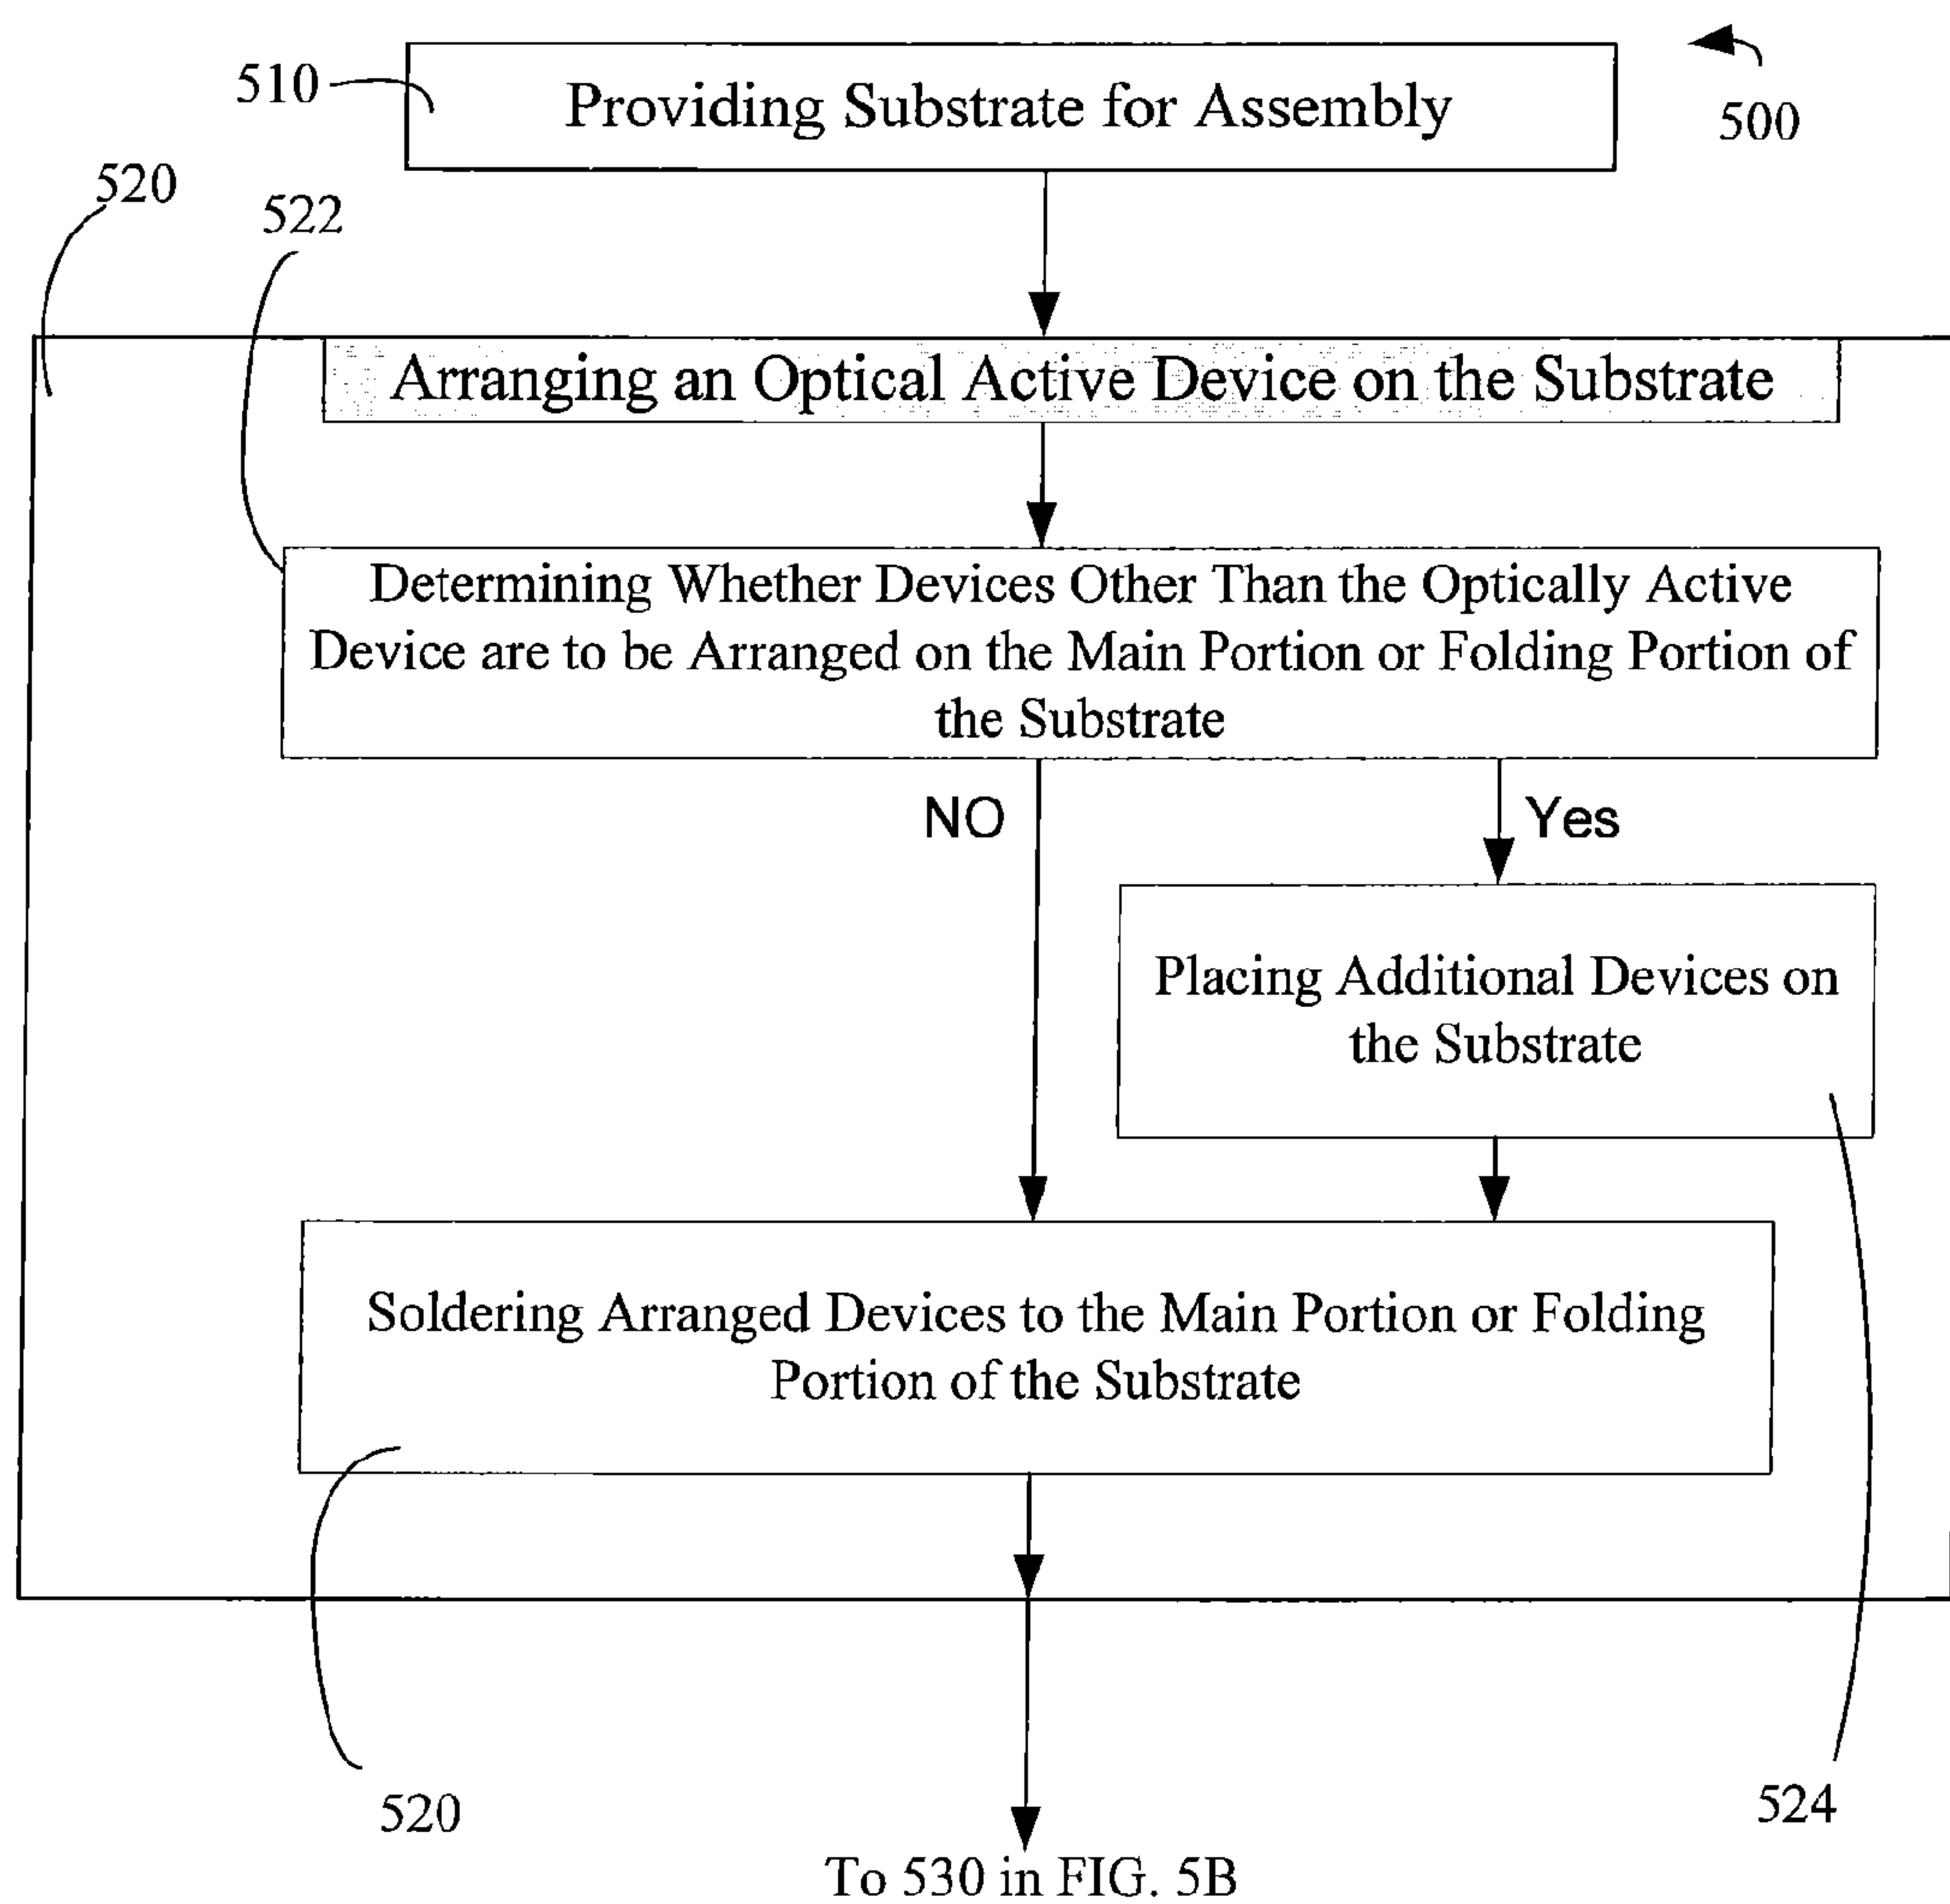 510
Providing Substrate for Assembly
500
520
522
Arranging an Optical Active Device on the Substrate
Determining Whether Devices Other Than the Optically Active
Device are to be Arranged on the Main Portion or Folding Portion of
the Substrate
NO
Yes
Placing Additional Devices on
the Substrate
Soldering Arranged Devices to the Main Portion or Folding
Portion of the Substrate
520
524
To 530 in FIG. 5B